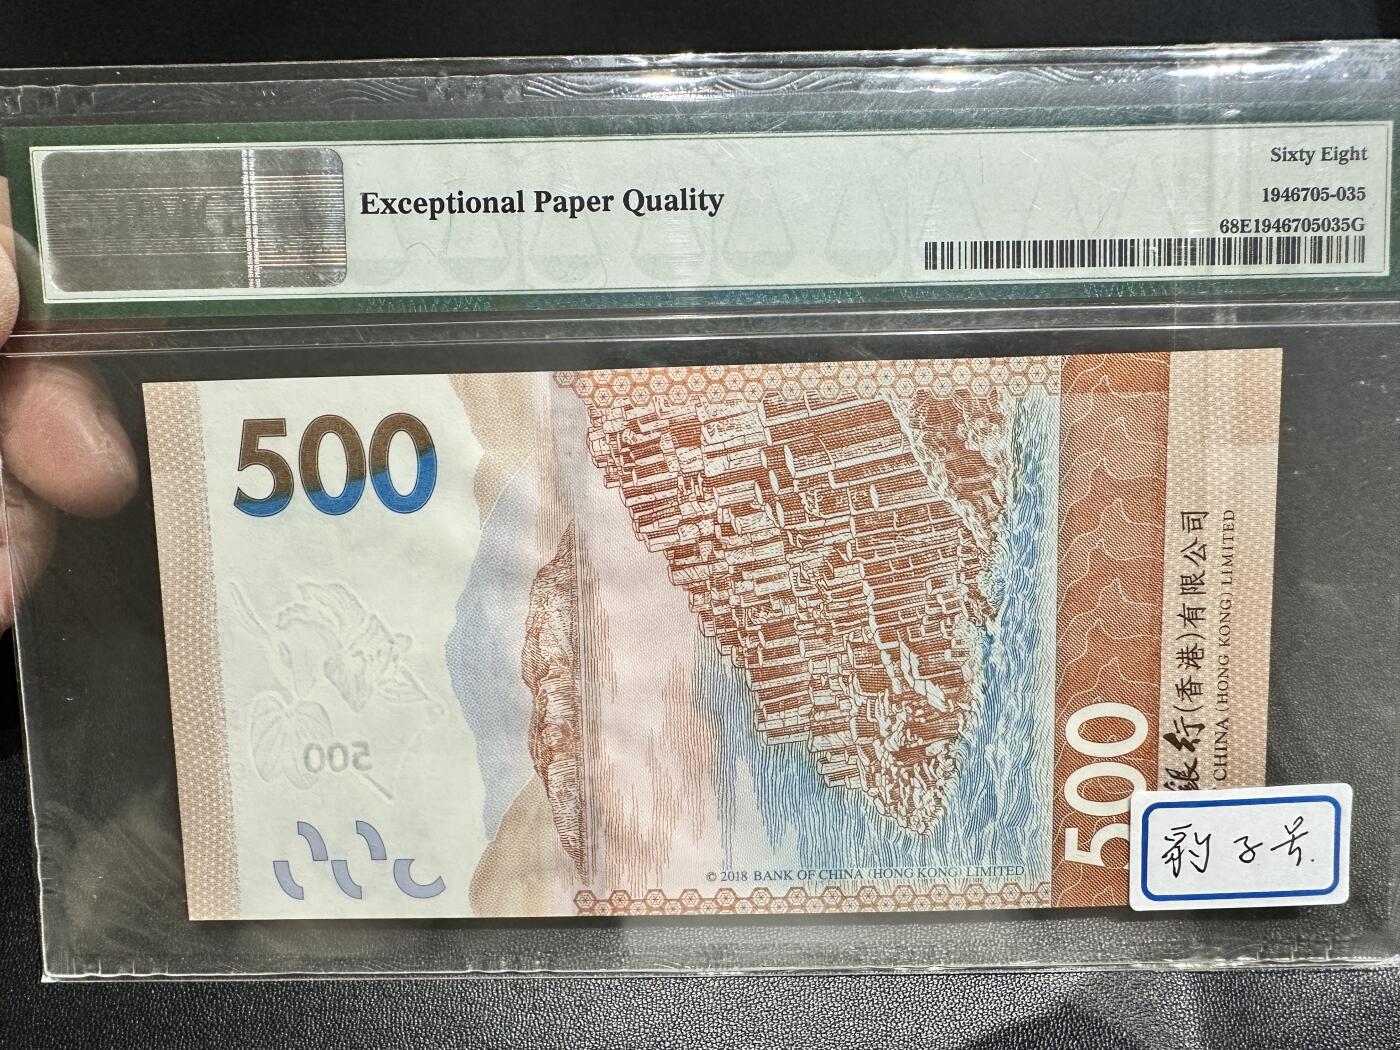 Exceptional Paper Quality
Sixty Eight
1946705-035
68E1946705035G
500
500
© 2018 BANK OF CHINA (HONG KONG) LIMITED
500
銀行(香港)有限公司
CHINA (HONG KONG) LIMITED
豹子号